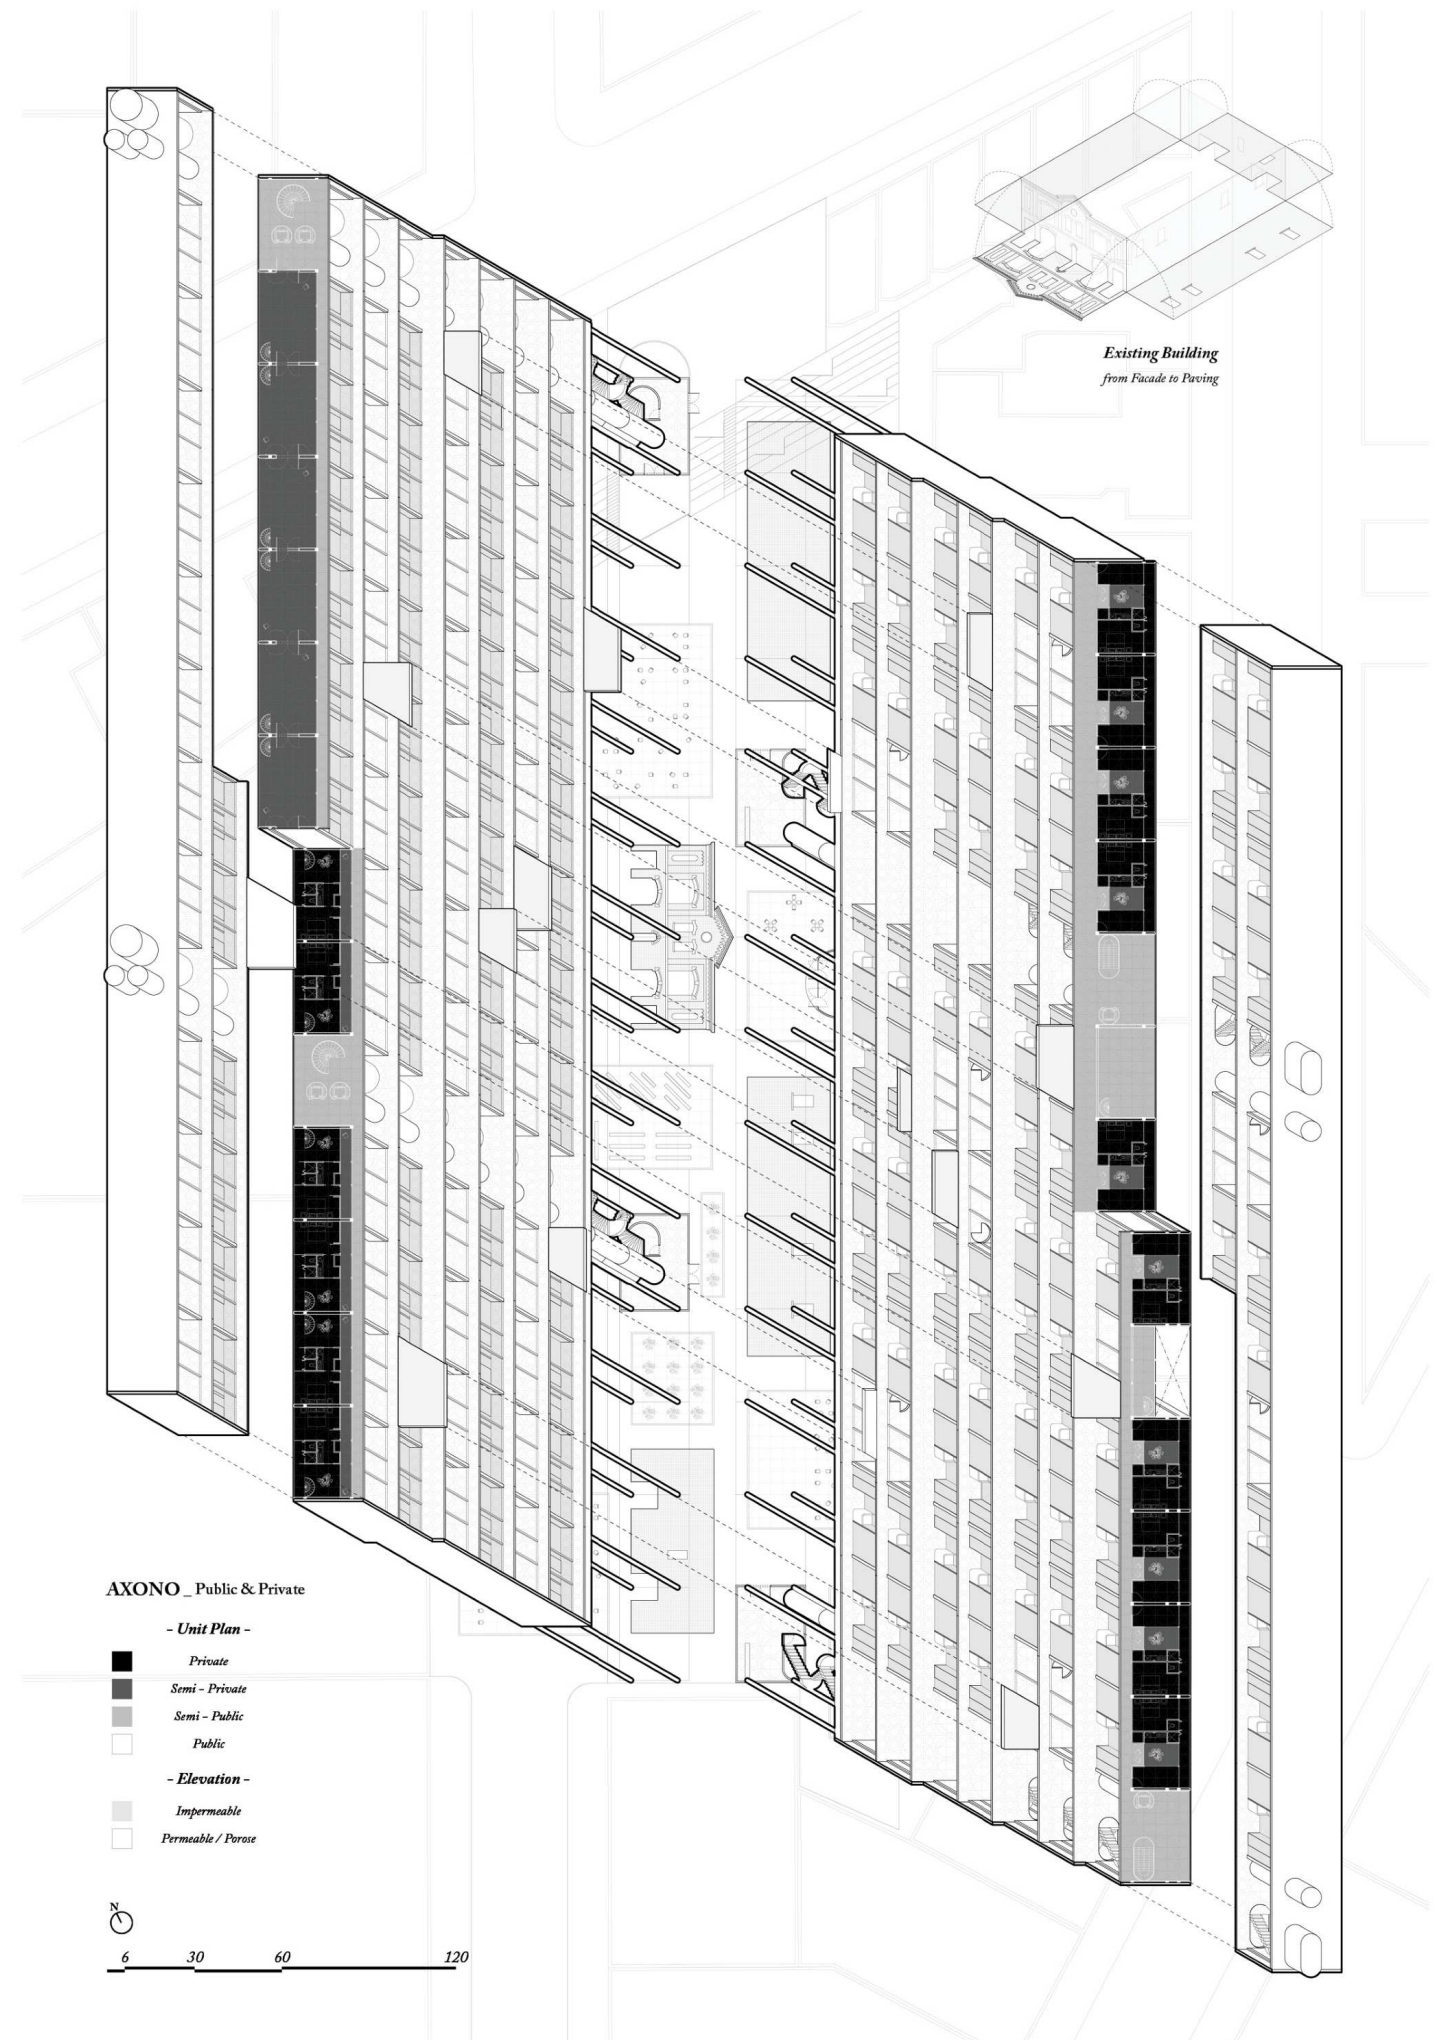 Existing Building
from Facade to Paving
AXONO _ Public & Private
- Unit Plan -
Private
Semi - Private
Semi - Public
Public
- Elevation -
Impermeable
Permeable / Porose
N
6 30 60 120